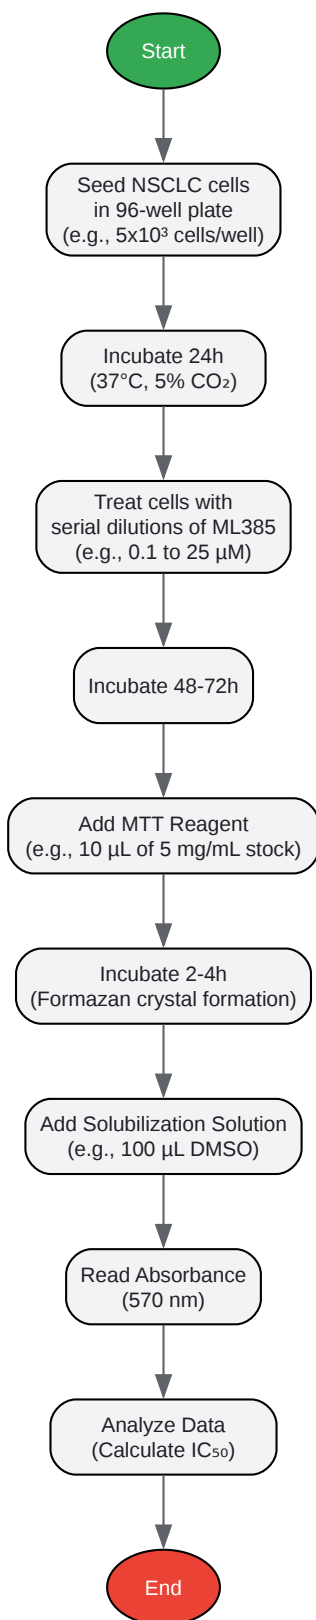 Start
Seed NSCLC cells
in 96-well plate
(e.g., 5x10³ cells/well)
Incubate 24h
(37°C, 5% CO₂)
Treat cells with
serial dilutions of ML385
(e.g., 0.1 to 25 µM)
Incubate 48-72h
Add MTT Reagent
(e.g., 10 µL of 5 mg/mL stock)
Incubate 2-4h
(Formazan crystal formation)
Add Solubilization Solution
(e.g., 100 µL DMSO)
Read Absorbance
(570 nm)
Analyze Data
(Calculate IC₅₀)
End